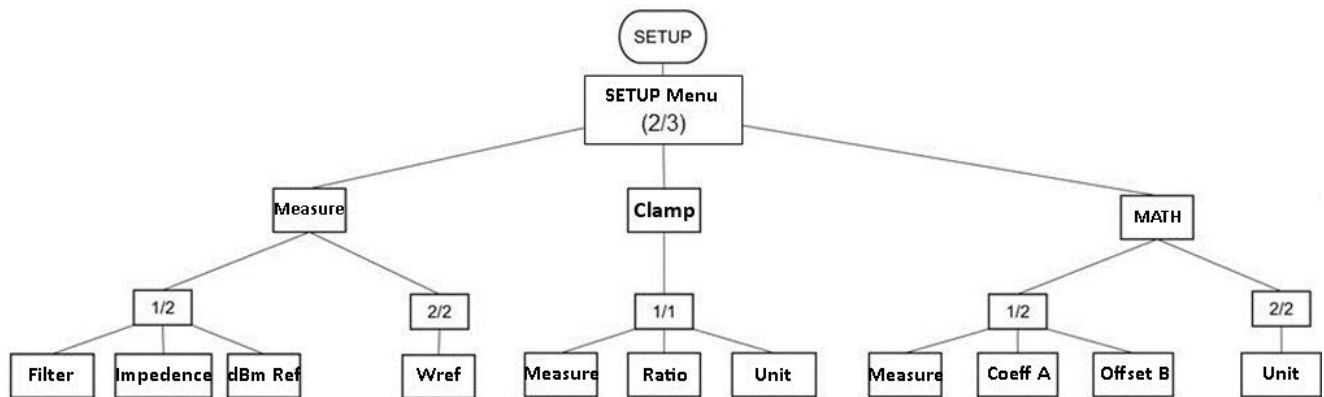 SETUP
SETUP Menu
(2/3)
Measure
Clamp
MATH
1/2
2/2
1/1
1/2
2/2
Filter
Impedence
dBm Ref
Wref
Measure
Ratio
Unit
Measure
Coeff A
Offset B
Unit